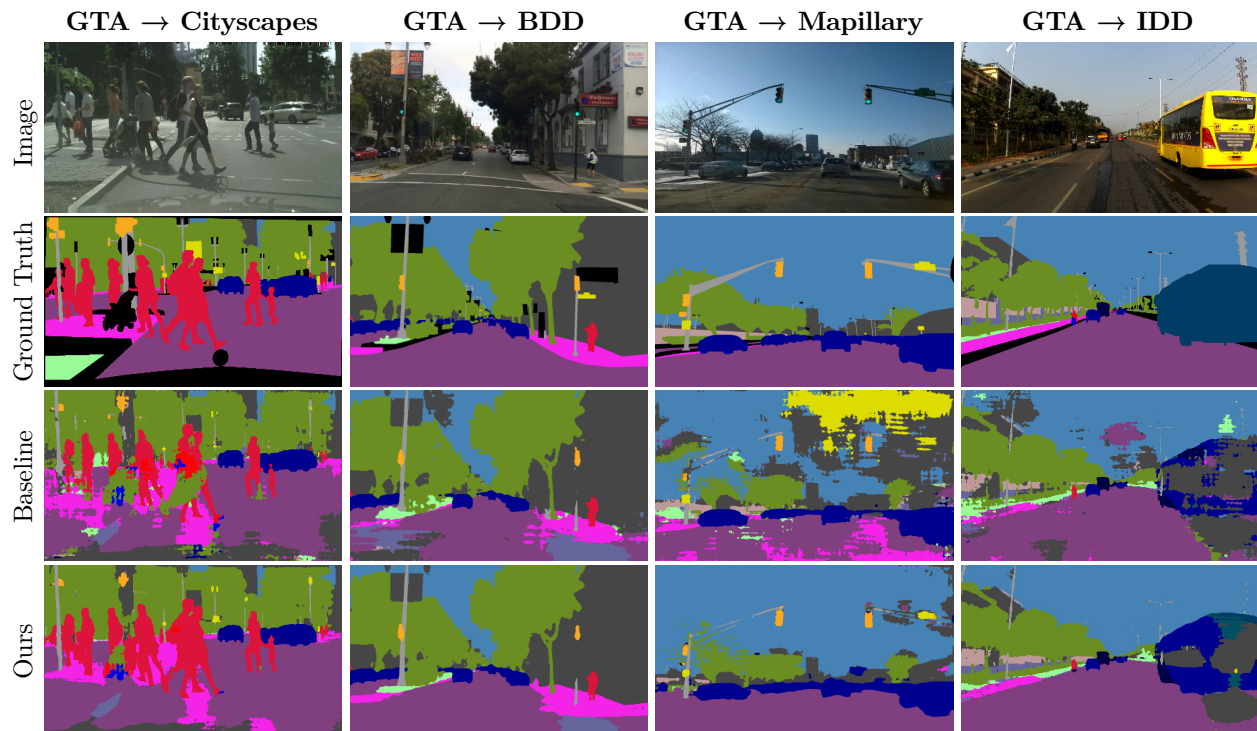 GTA → Cityscapes
GTA → BDD
GTA → Mapillary
GTA → IDD
Image
Ground Truth
Baseline
Ours